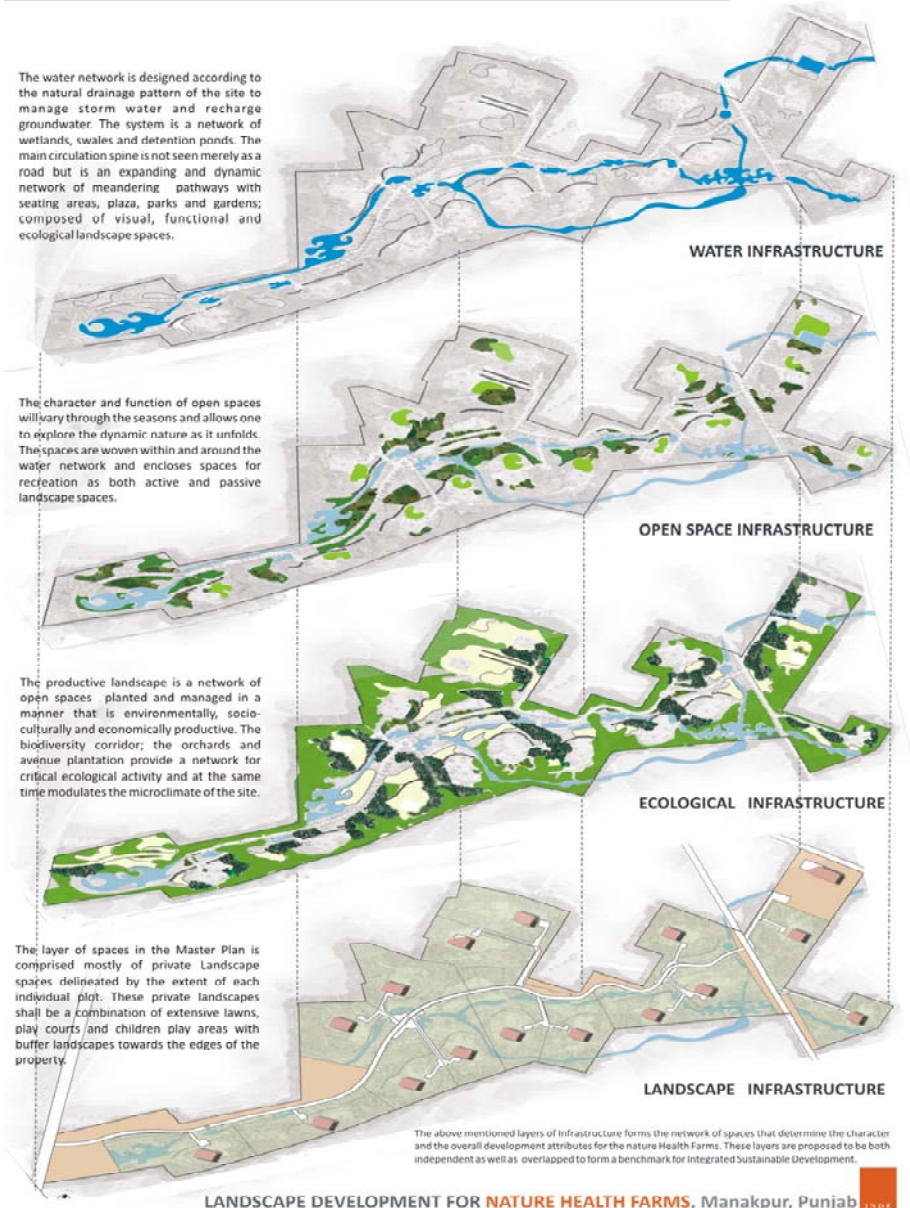 The water network is designed according to
the natural drainage pattern of the site to
manage storm water and recharge
groundwater. The system is a network of
wetlands, swales and detention ponds. The
main circulation spine is not seen merely as a
road but is an expanding and dynamic
network of meandering pathways with
seating areas, plaza, parks and gardens;
composed of visual, functional and
ecological landscape spaces.
WATER INFRASTRUCTURE
The character and function of open spaces
will vary through the seasons and allows one
to explore the dynamic nature as it unfolds.
The spaces are woven within and around the
water network and encloses spaces for
recreation as both active and passive
landscape spaces.
OPEN SPACE INFRASTRUCTURE
The productive landscape is a network of
open spaces planted and managed in a
manner that is environmentally, socio-
culturally and economically productive. The
biodiversity corridor; the orchards and
avenue plantation provide a network for
critical ecological activity and at the same
time modulates the microclimate of the site.
ECOLOGICAL INFRASTRUCTURE
The layer of spaces in the Master Plan is
comprised mostly of private Landscape
spaces delineated by the extent of each
individual plot. These private landscapes
shall be a combination of extensive lawns,
play courts and children play areas with
buffer landscapes towards the edges of the
property.
LANDSCAPE INFRASTRUCTURE
The above mentioned layers of Infrastructure forms the network of spaces that determine the character
and the overall development attributes for the nature Health Farms. These layers are proposed to be both
independent as well as overlapped to form a benchmark for Integrated Sustainable Development.
LANDSCAPE DEVELOPMENT FOR NATURE HEALTH FARMS, Manakpur, Punjab